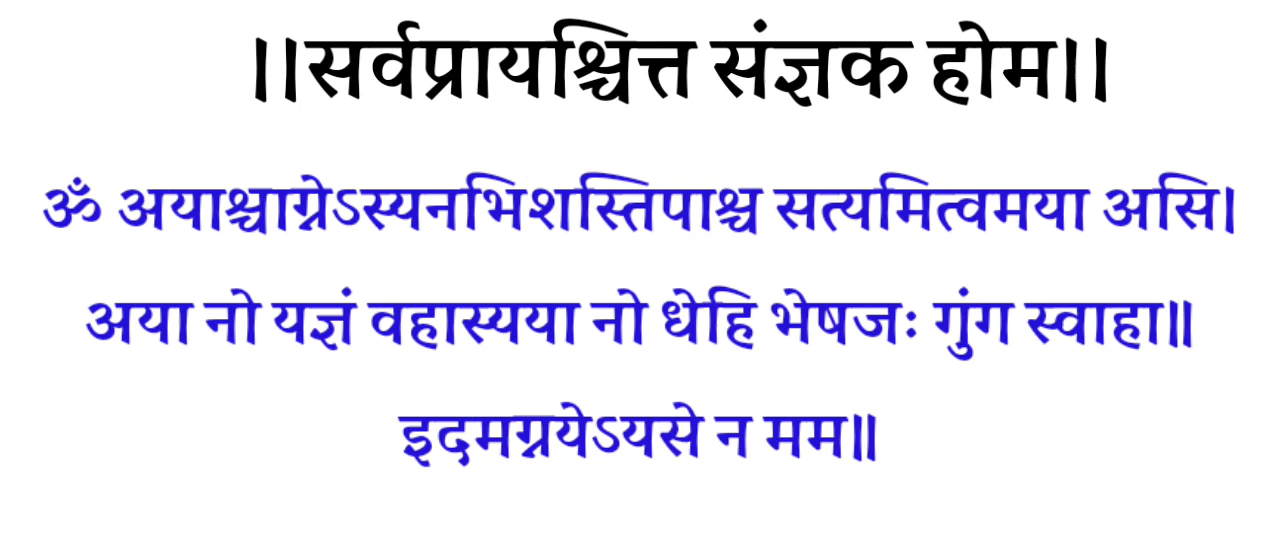 ।।सर्वप्रायश्चित्त संज्ञक होम।।
ॐ अयाश्चाग्नेऽस्यनभिशस्तिपाश्च सत्यमित्वमया असि।
अया नो यज्ञं वहास्यया नो धेहि भेषजः गुंग स्वाहा॥
इदमग्नयेऽयसे न मम॥